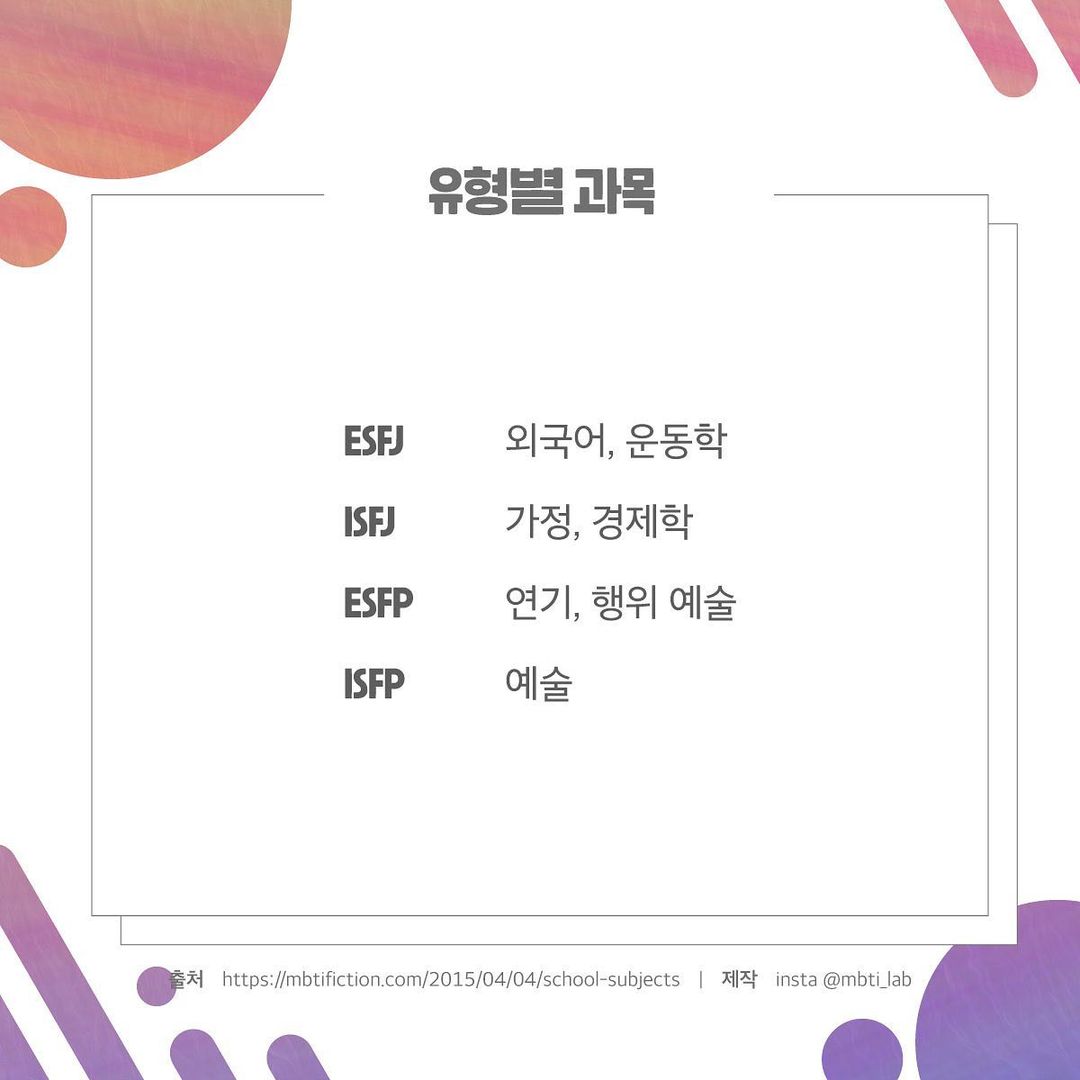 유형별 과목
ESFJ 외국어, 운동학
ISFJ 가정, 경제학
ESFP 연기, 행위 예술
ISFP 예술
출처 https://mbtifiction.com/2015/04/04/school-subjects | 제작 insta @mbti_lab